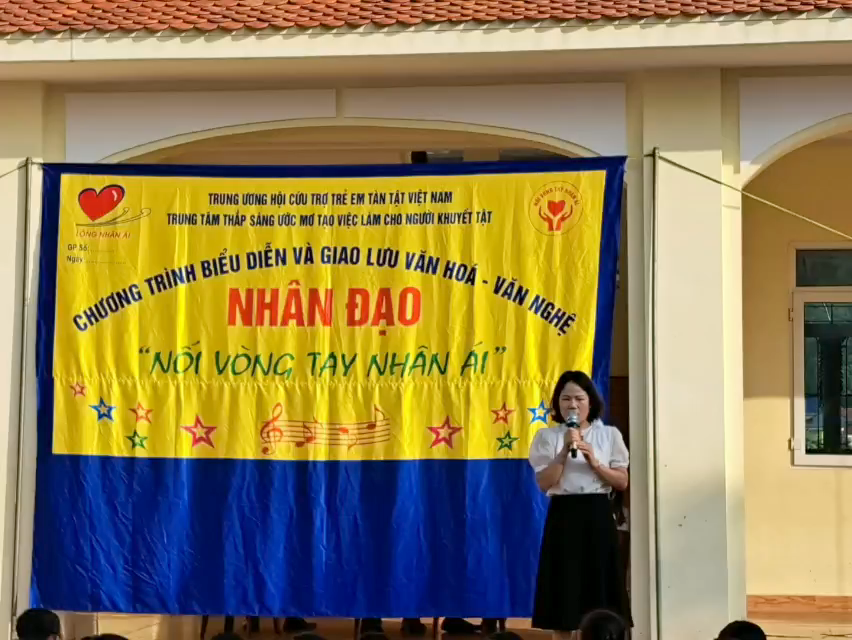 TRUNG ƯƠNG HỘI CỨU TRỢ TRẺ EM TÀN TẬT VIỆT NAM
TRUNG TÂM THẮP SÁNG ƯỚC MƠ TẠO VIỆC LÀM CHO NGƯỜI KHUYẾT TẬT
LÒNG NHÂN ÁI
GP Số:
Ngày:
CHƯƠNG TRÌNH BIỂU DIỄN VÀ GIAO LƯU VĂN HOÁ - VĂN NGHỆ
NHÂN ĐẠO
"NỐI VÒNG TAY NHÂN ÁI"